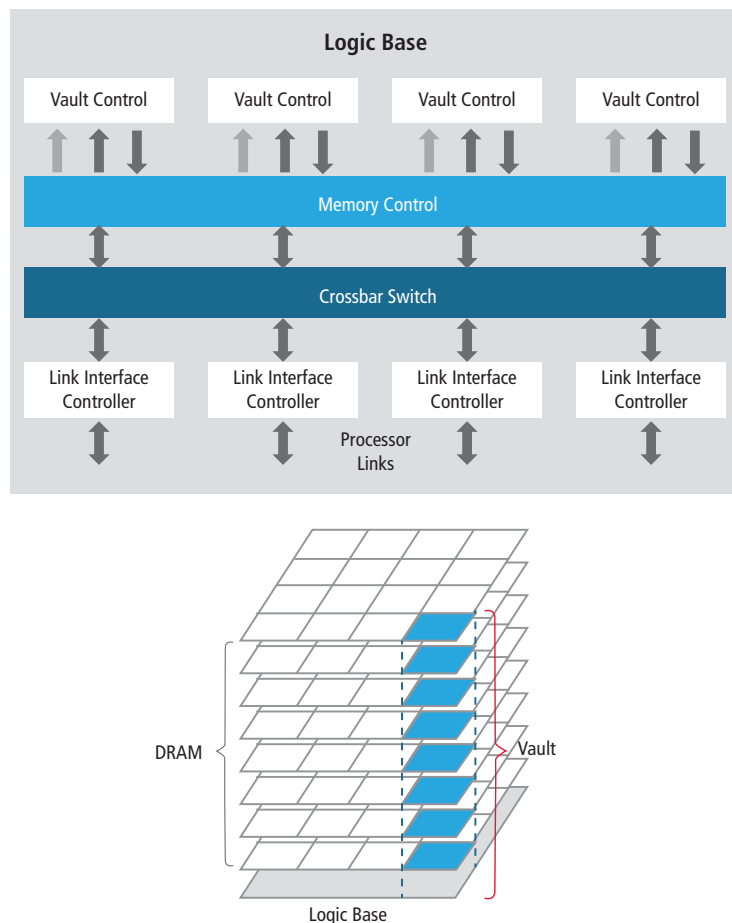 Logic Base
Vault Control
Vault Control
Vault Control
Vault Control
Memory Control
Crossbar Switch
Link Interface
Controller
Link Interface
Controller
Link Interface
Controller
Link Interface
Controller
Processor
Links
DRAM
Vault
Logic Base